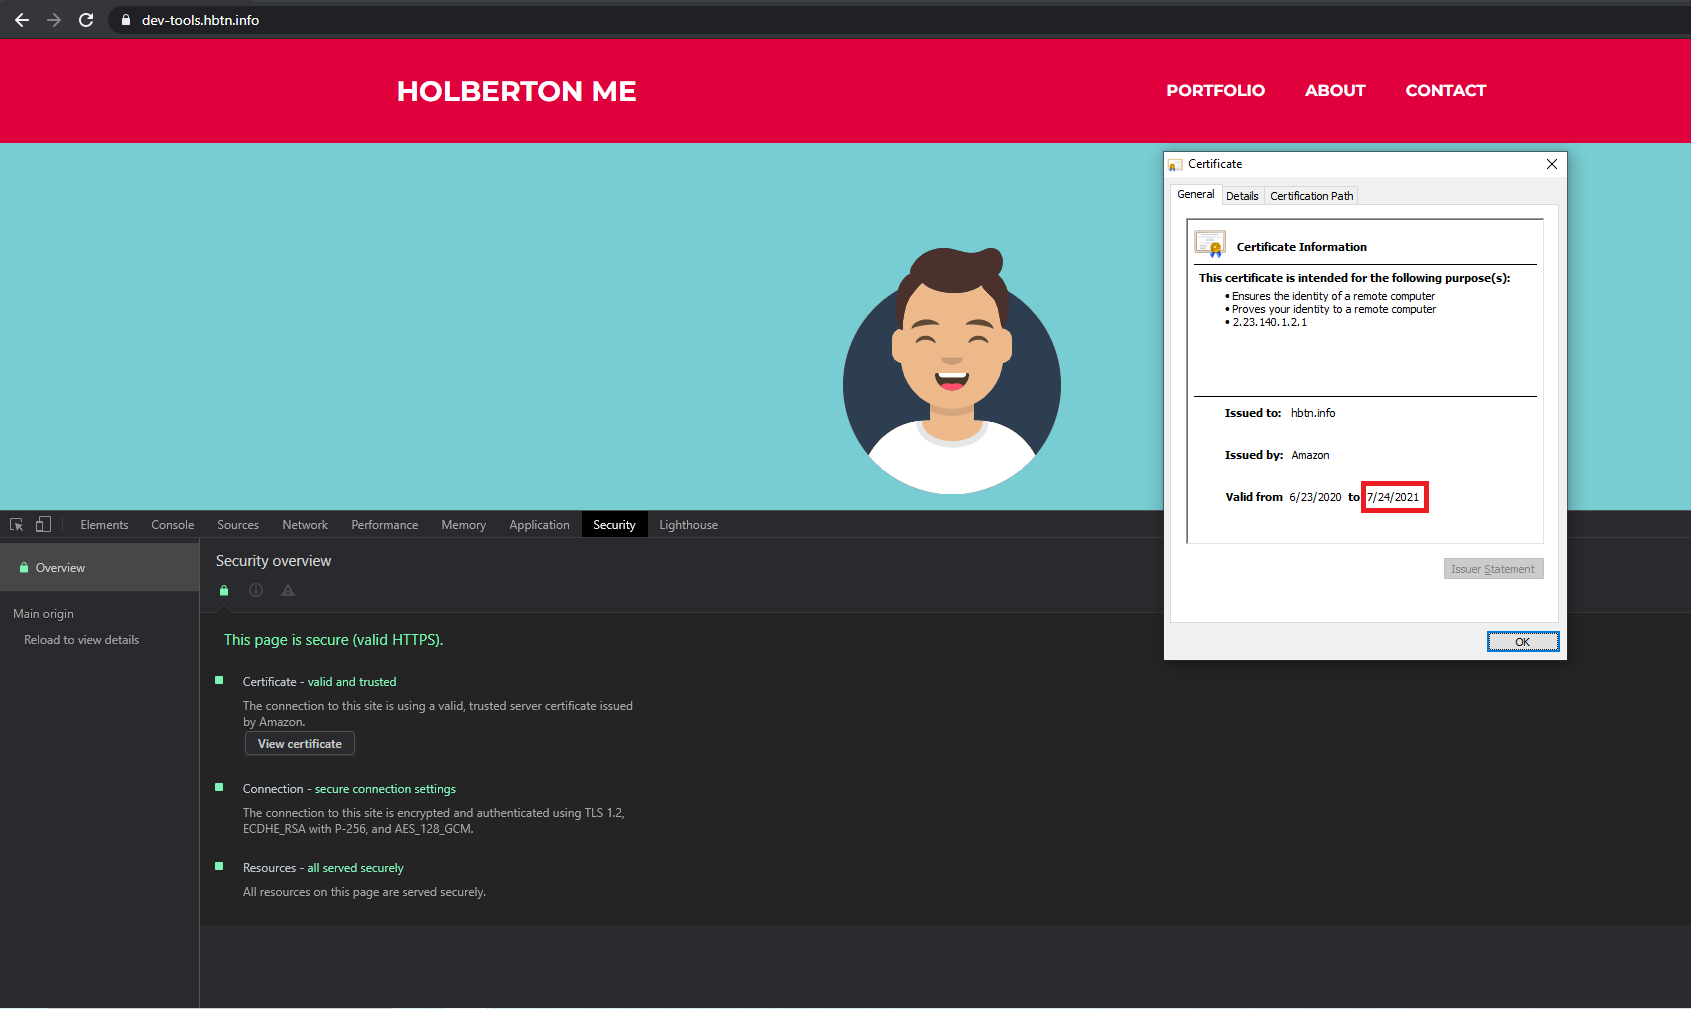 dev-tools.hbtn.info
HOLBERTON ME
PORTFOLIO ABOUT CONTACT
Certificate
General Details Certification Path
Certificate Information
This certificate is intended for the following purpose(s):
• Ensures the identity of a remote computer
• Proves your identity to a remote computer
• 2.23.140.1.2.1
Issued to: hbtn.info
Issued by: Amazon
Valid from 6/23/2020 to 7/24/2021
Issuer Statement
OK
Elements Console Sources Network Performance Memory Application Security Lighthouse
Overview
Main origin
Reload to view details
Security overview
This page is secure (valid HTTPS).
Certificate - valid and trusted
The connection to this site is using a valid, trusted server certificate issued
by Amazon.
View certificate
Connection - secure connection settings
The connection to this site is encrypted and authenticated using TLS 1.2,
ECDHE_RSA with P-256, and AES_128_GCM.
Resources - all served securely
All resources on this page are served securely.